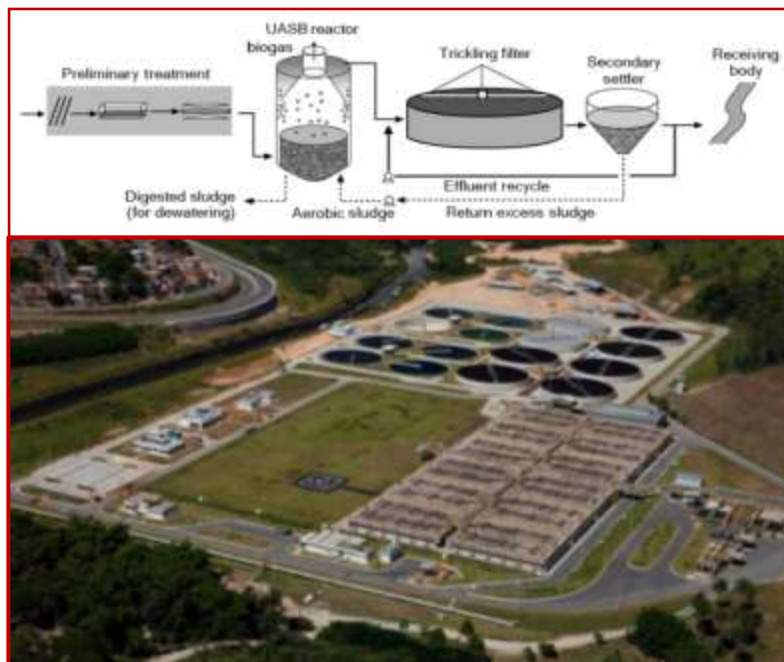 UASB reactor
biogas
Trickling filter
Secondary
settler
Receiving
body
Preliminary treatment
Effluent recycle
Digested sludge
(for dewatering)
Aerobic sludge
Return excess sludge